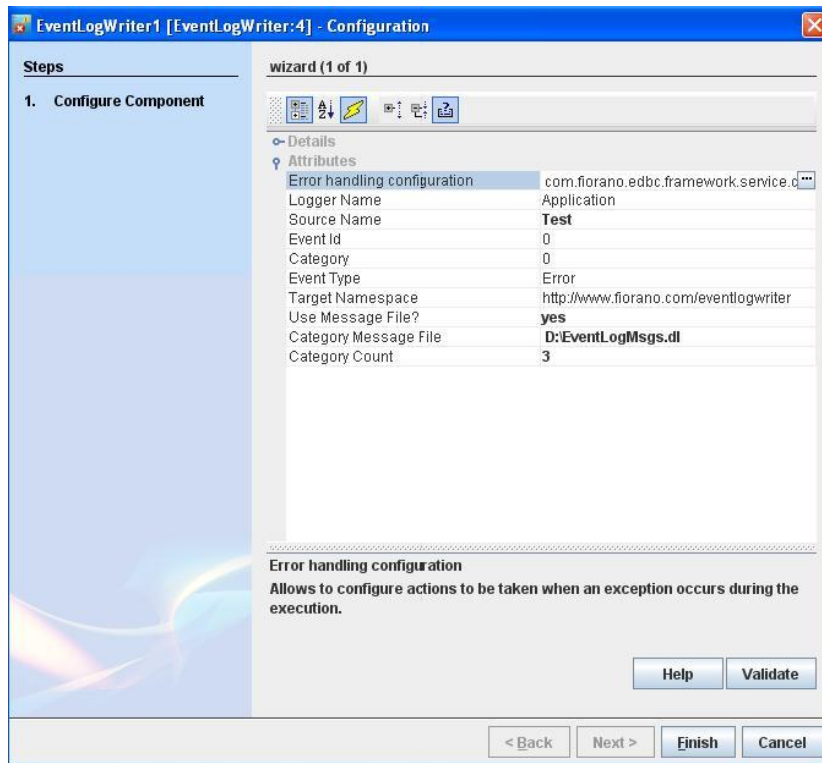 EventLogWriter1 [EventLogWriter:4] - Configuration
Steps
1. Configure Component
wizard (1 of 1)
Details
Attributes
Error handling configuration com.fiorano.edbc.framework.service.c
Logger Name Application
Source Name Test
Event Id 0
Category 0
Event Type Error
Target Namespace http://www.fiorano.com/eventlogwriter
Use Message File? yes
Category Message File D:\EventLogMsgs.dl
Category Count 3
Error handling configuration
Allows to configure actions to be taken when an exception occurs during the
execution.
Help Validate
< Back Next > Finish Cancel